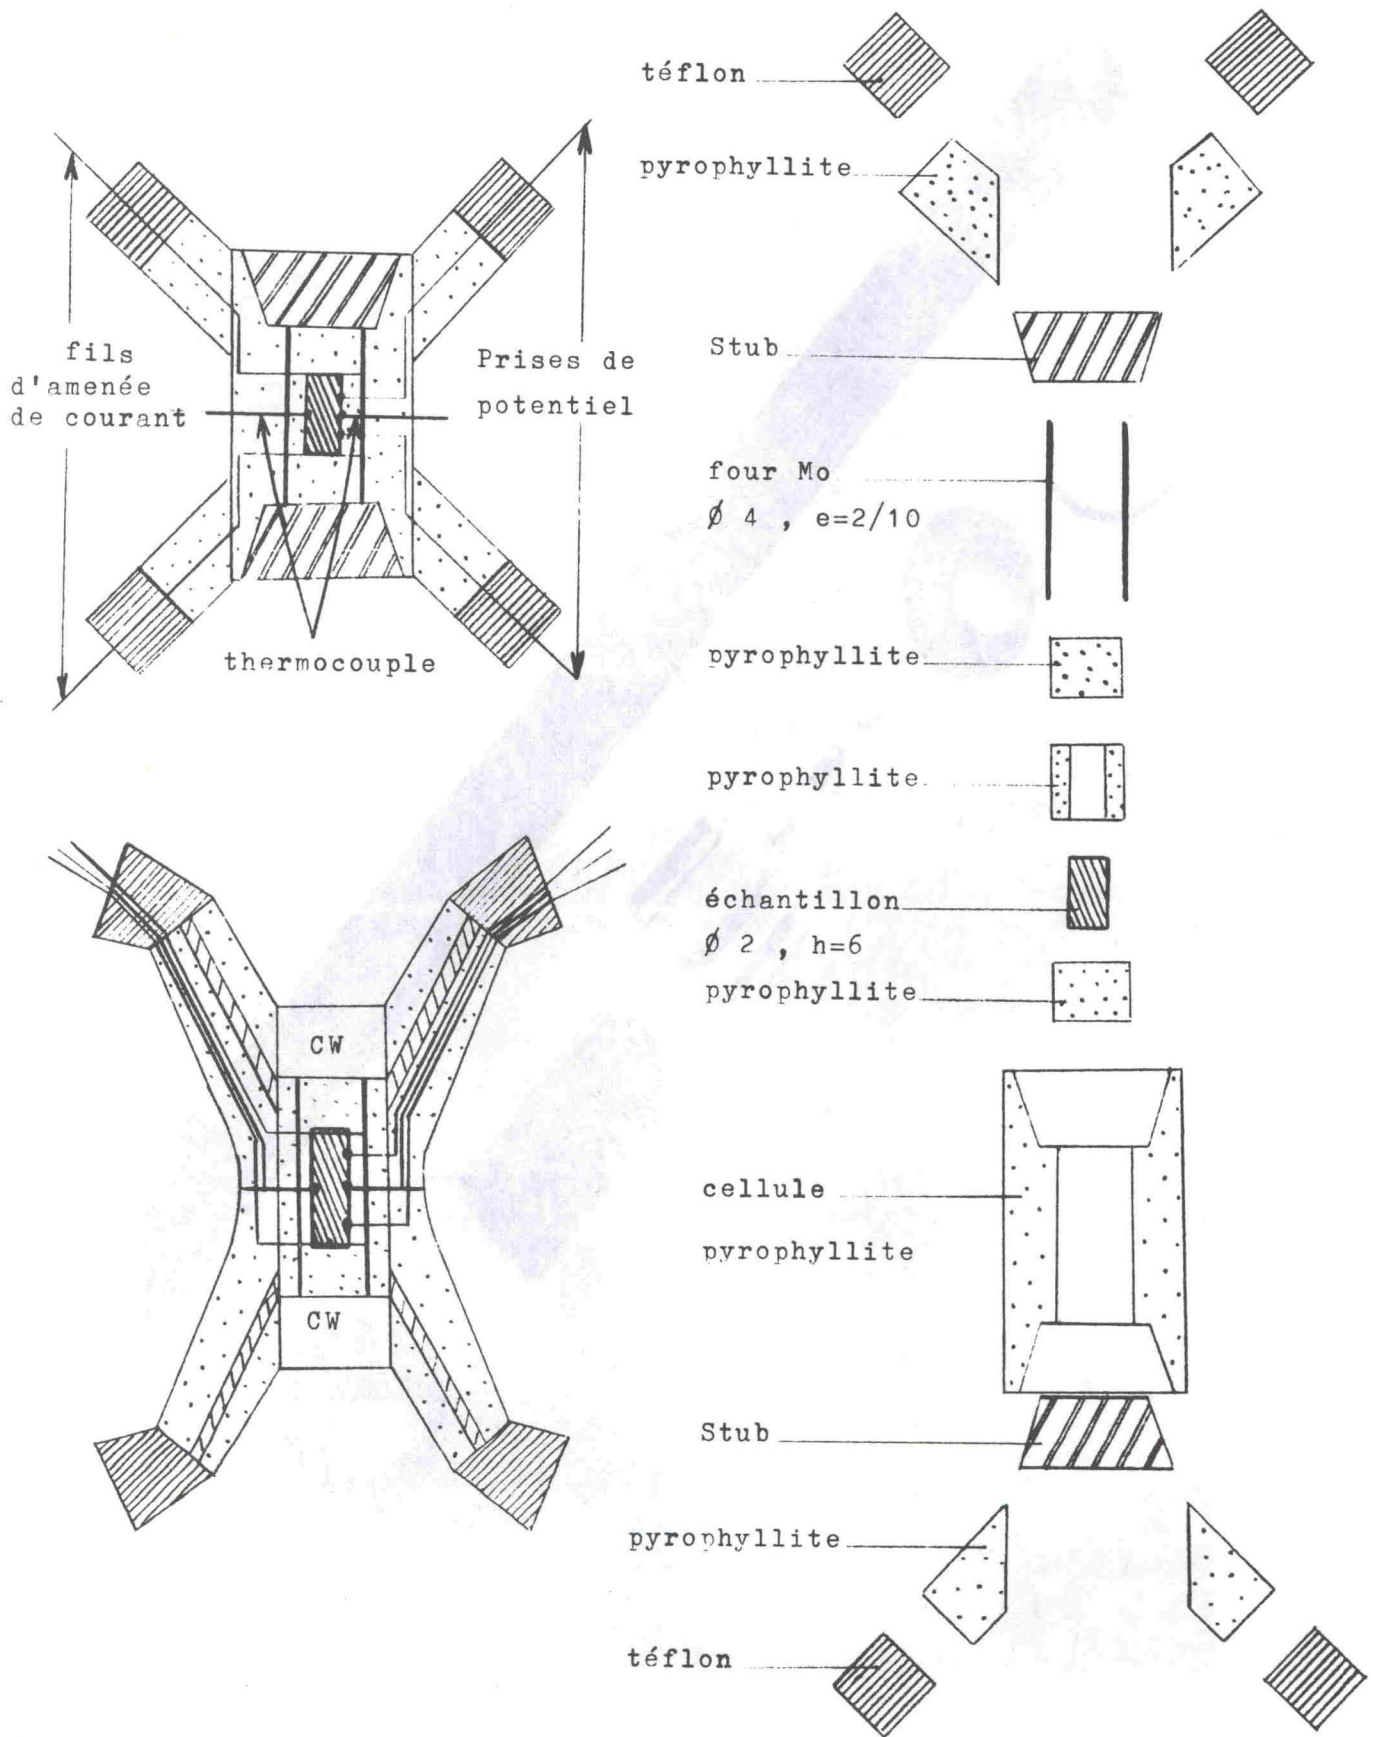 fils
d'amenée
de courant
Prises de
potentiel
thermocouple
CW
CW
téflon
pyrophyllite
Stub
four Mo
Ø 4 , e=2/10
pyrophyllite
pyrophyllite
échantillon
Ø 2 , h=6
pyrophyllite
cellule
pyrophyllite
Stub
pyrophyllite
téflon